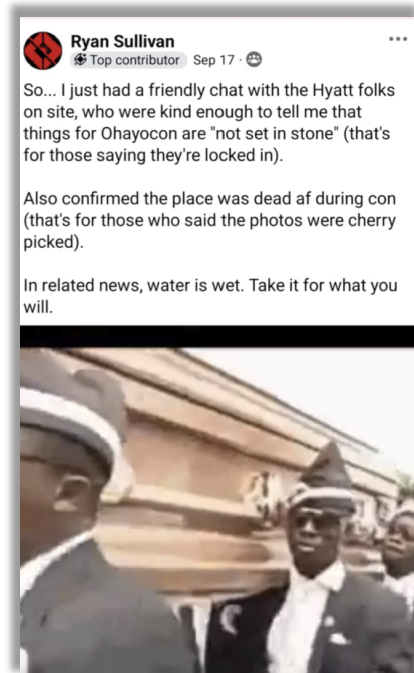 Ryan Sullivan
Top contributor Sep 17 ·
So... I just had a friendly chat with the Hyatt folks
on site, who were kind enough to tell me that
things for Ohayocon are "not set in stone" (that's
for those saying they're locked in).
Also confirmed the place was dead af during con
(that's for those who said the photos were cherry
picked).
In related news, water is wet. Take it for what you
will.